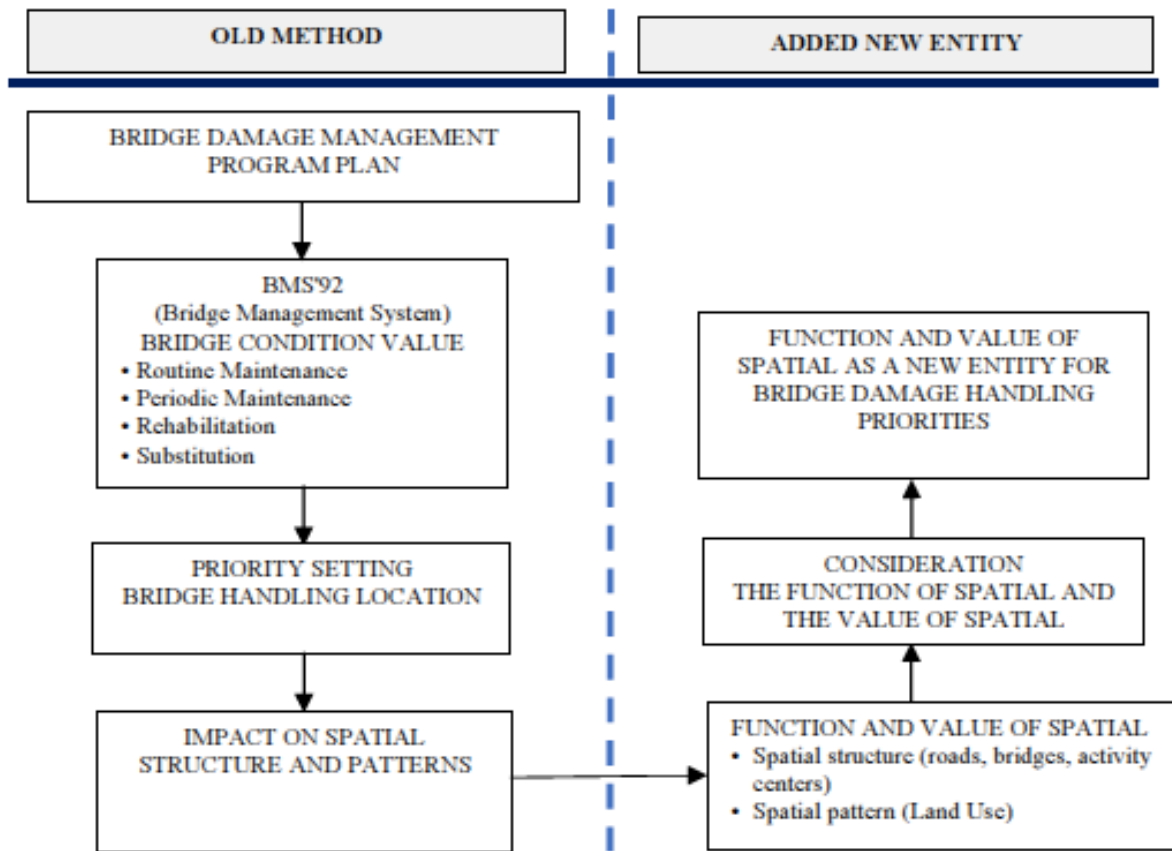 OLD METHOD
ADDED NEW ENTITY
BRIDGE DAMAGE MANAGEMENT
PROGRAM PLAN
BMS'92
(Bridge Management System)
BRIDGE CONDITION VALUE
• Routine Maintenance
• Periodic Maintenance
• Rehabilitation
• Substitution
PRIORITY SETTING
BRIDGE HANDLING LOCATION
IMPACT ON SPATIAL
STRUCTURE AND PATTERNS
FUNCTION AND VALUE OF
SPATIAL AS A NEW ENTITY FOR
BRIDGE DAMAGE HANDLING
PRIORITIES
CONSIDERATION
THE FUNCTION OF SPATIAL AND
THE VALUE OF SPATIAL
FUNCTION AND VALUE OF SPATIAL
• Spatial structure (roads, bridges, activity
centers)
• Spatial pattern (Land Use)